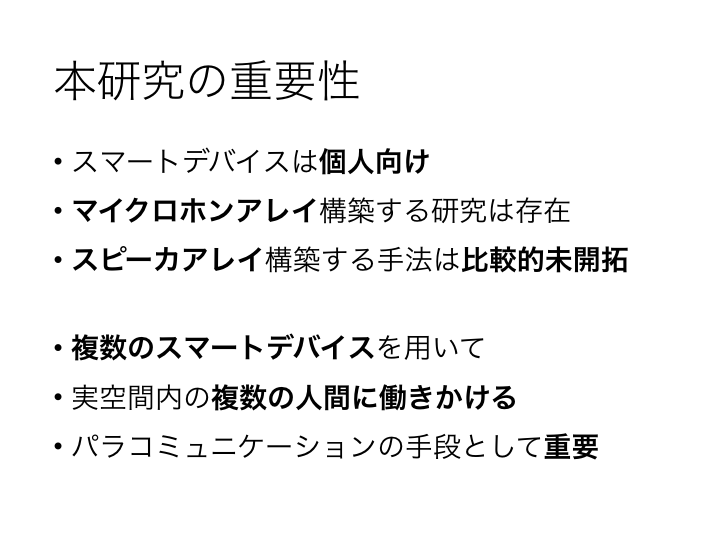 本研究の重要性
• スマートデバイスは個人向け
• マイクロホンアレイ構築する研究は存在
• スピーカアレイ構築する手法は比較的未開拓
• 複数のスマートデバイスを用いて
• 実空間内の複数の人間に働きかける
• パラコミュニケーションの手段として重要